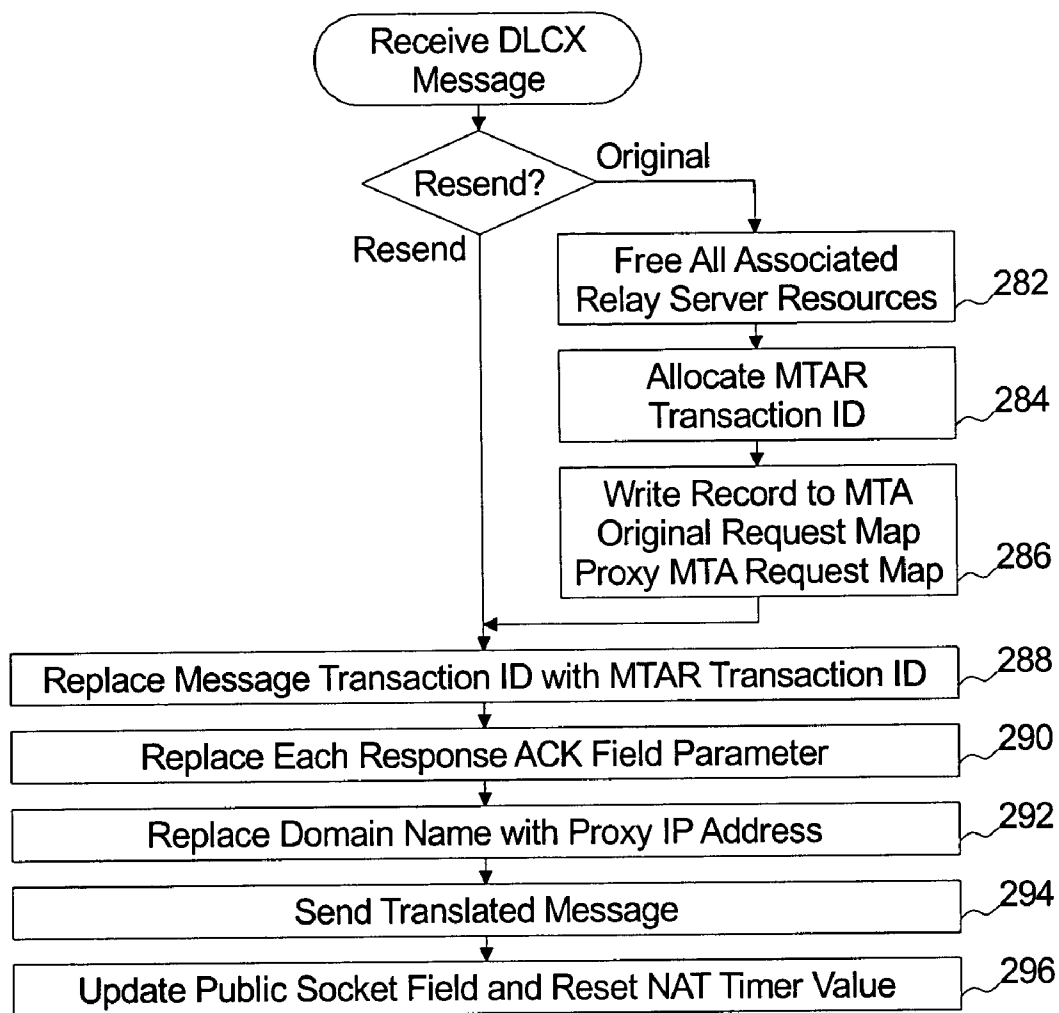 Receive DLCX
Message
Resend?
Original
Resend
Free All Associated
Relay Server Resources
282
Allocate MTAR
Transaction ID
284
Write Record to MTA
Original Request Map
Proxy MTA Request Map
286
Replace Message Transaction ID with MTAR Transaction ID
288
Replace Each Response ACK Field Parameter
290
Replace Domain Name with Proxy IP Address
292
Send Translated Message
294
Update Public Socket Field and Reset NAT Timer Value
296